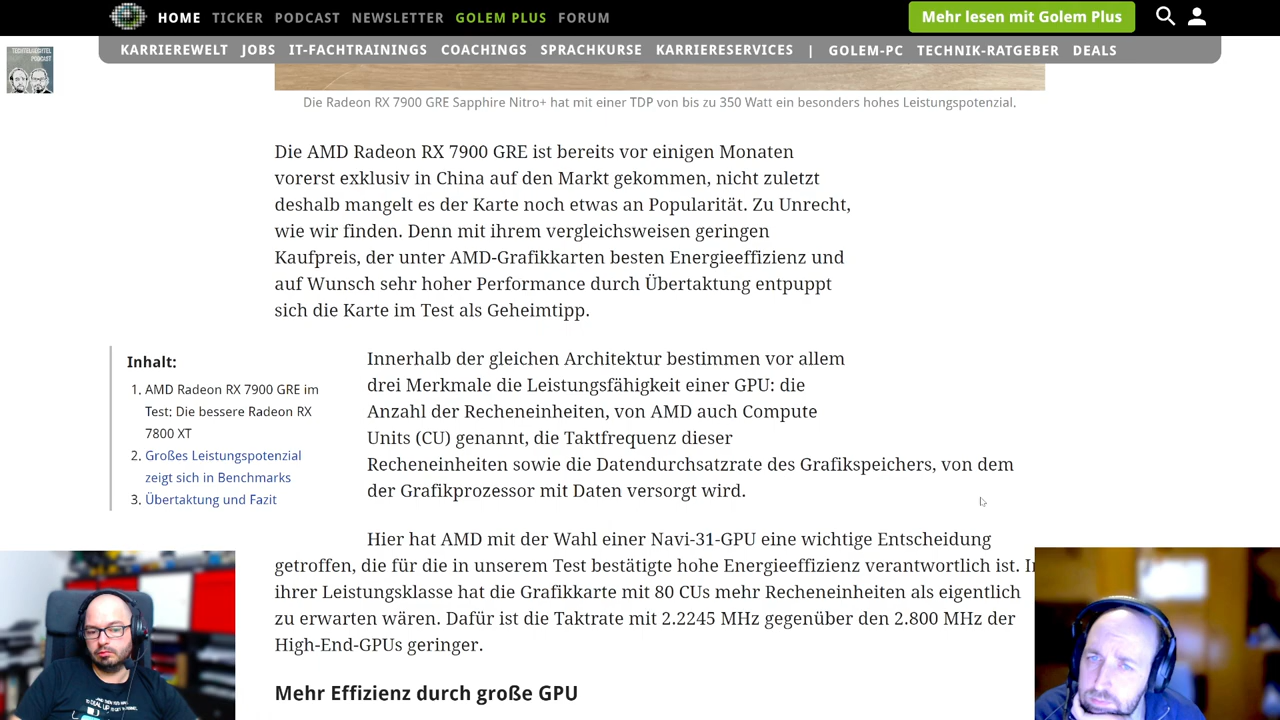 HOME TICKER PODCAST NEWSLETTER GOLEM PLUS FORUM Mehr lesen mit Golem Plus
KARRIEREWELT JOBS IT-FACHTRAININGS COACHINGS SPRACHKURSE KARRIERESERVICES | GOLEM-PC TECHNIK-RATGEBER DEALS
Die Radeon RX 7900 GRE Sapphire Nitro+ hat mit einer TDP von bis zu 350 Watt ein besonders hohes Leistungspotenzial.
Die AMD Radeon RX 7900 GRE ist bereits vor einigen Monaten
vorerst exklusiv in China auf den Markt gekommen, nicht zuletzt
deshalb mangelt es der Karte noch etwas an Popularität. Zu Unrecht,
wie wir finden. Denn mit ihrem vergleichsweisen geringen
Kaufpreis, der unter AMD-Grafikkarten besten Energieeffizienz und
auf Wunsch sehr hoher Performance durch Übertaktung entpuppt
sich die Karte im Test als Geheimtipp.
Inhalt:
1. AMD Radeon RX 7900 GRE im
Test: Die bessere Radeon RX
7800 XT
2. Großes Leistungspotenzial
zeigt sich in Benchmarks
3. Übertaktung und Fazit
Innerhalb der gleichen Architektur bestimmen vor allem
drei Merkmale die Leistungsfähigkeit einer GPU: die
Anzahl der Recheneinheiten, von AMD auch Compute
Units (CU) genannt, die Taktfrequenz dieser
Recheneinheiten sowie die Datendurchsatzrate des Grafikspeichers, von dem
der Grafikprozessor mit Daten versorgt wird.
Hier hat AMD mit der Wahl einer Navi-31-GPU eine wichtige Entscheidung
getroffen, die für die in unserem Test bestätigte hohe Energieeffizienz verantwortlich ist. In
ihrer Leistungsklasse hat die Grafikkarte mit 80 CUs mehr Recheneinheiten als eigentlich
zu erwarten wären. Dafür ist die Taktrate mit 2.2245 MHz gegenüber den 2.800 MHz der
High-End-GPUs geringer.
Mehr Effizienz durch große GPU